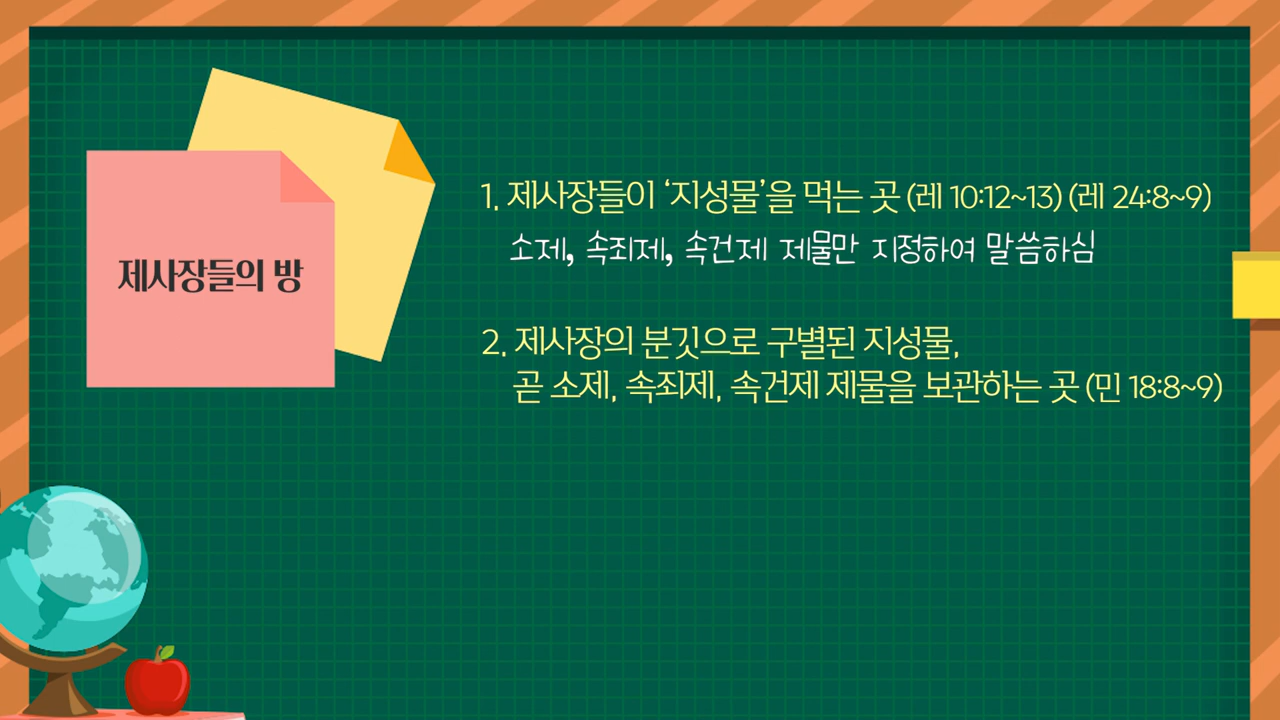 제사장들의 방
1. 제사장들이 ‘지성물’을 먹는 곳 (레 10:12~13) (레 24:8~9)
소제, 속죄제, 속건제 제물만 지정하여 말씀하심
2. 제사장의 분깃으로 구별된 지성물,
곧 소제, 속죄제, 속건제 제물을 보관하는 곳 (민 18:8~9)